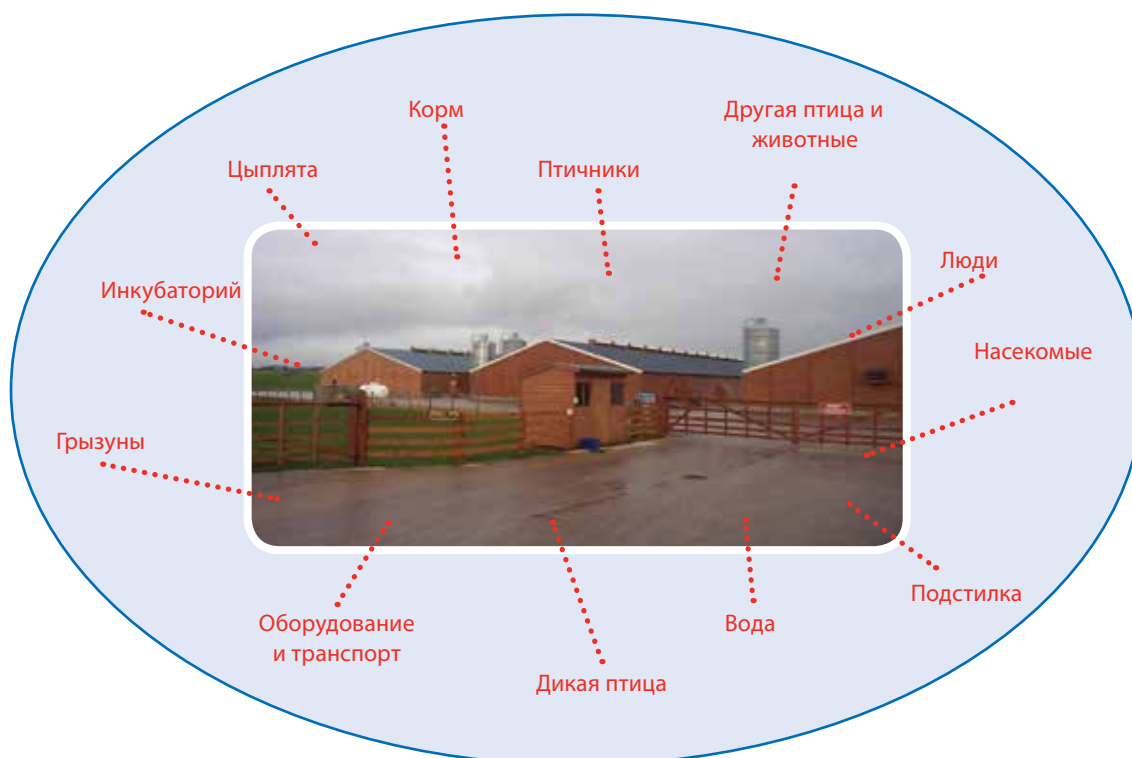 Корм
Другая птица и
животные
Цыплята
Птичники
Люди
Инкубаторий
Насекомые
Грызуны
Подстилка
Оборудование
и транспорт
Вода
Дикая птица